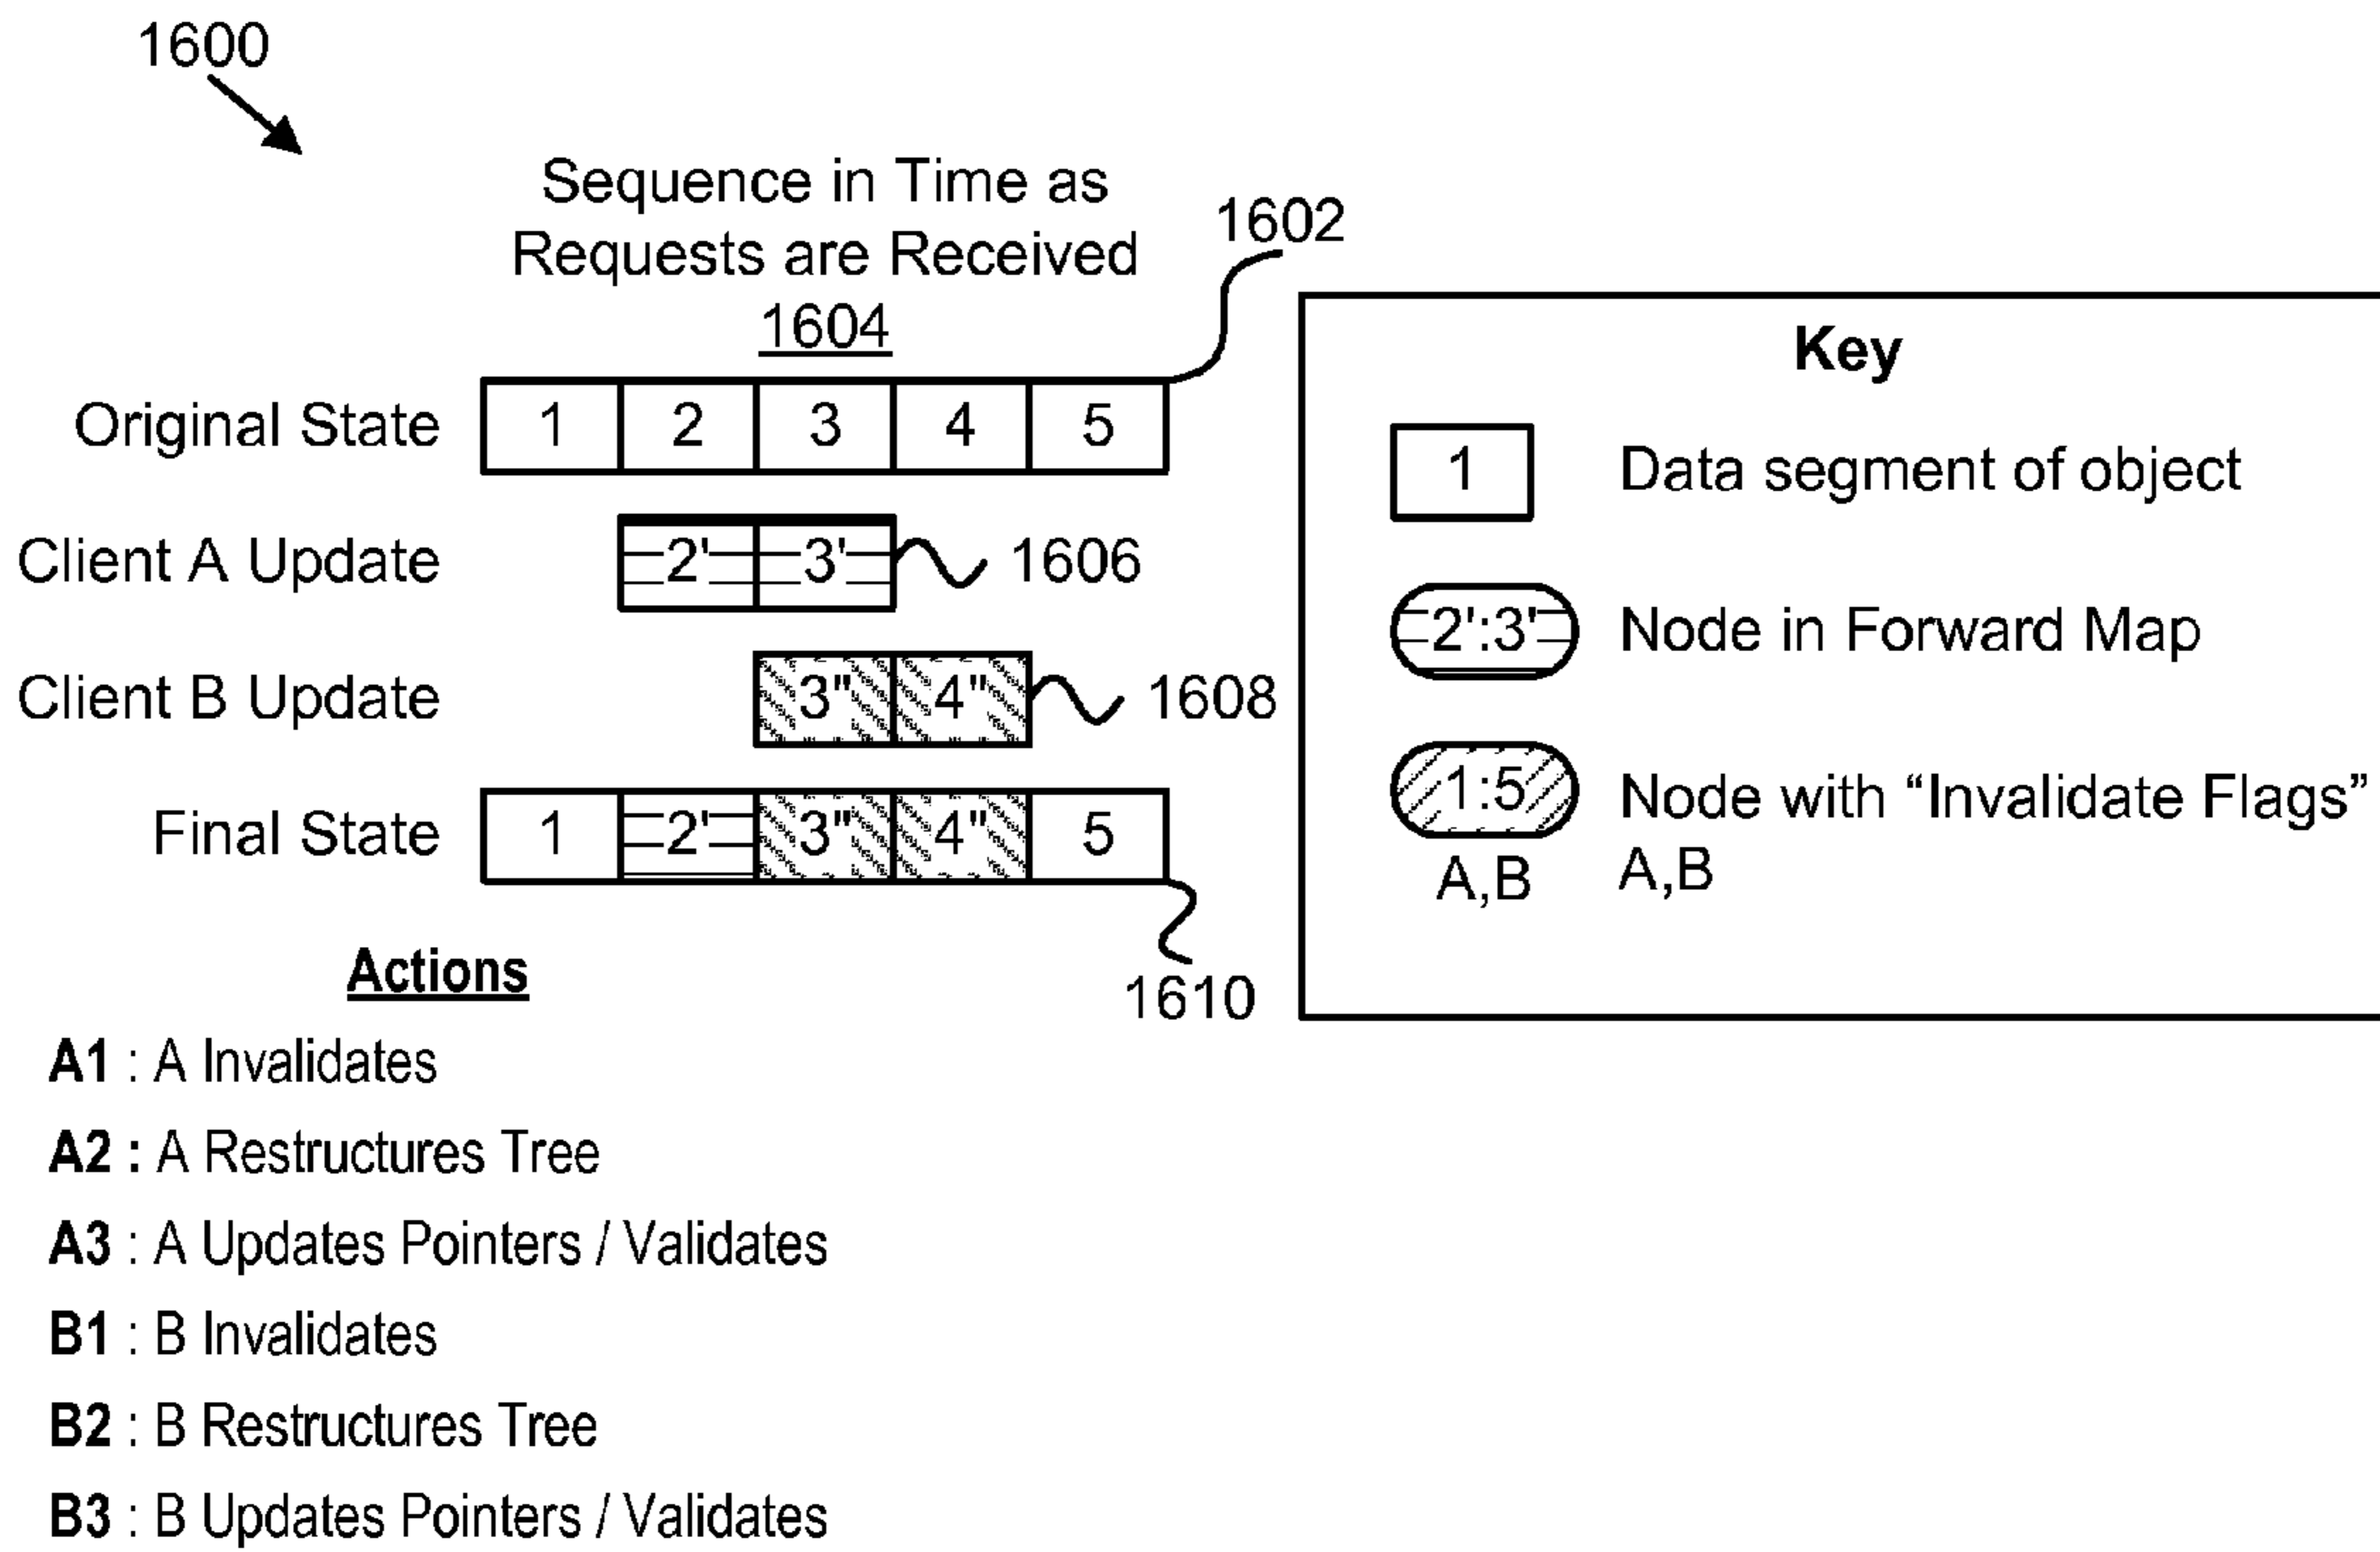 1600
Sequence in Time as
Requests are Received
1604
1602
Original State 1 2 3 4 5
Client A Update 2' 3' 1606
Client B Update 3" 4" 1608
Final State 1 2' 3" 4" 5
1610
Key
1 Data segment of object
2':3' Node in Forward Map
1:5 Node with “Invalidate Flags”
A,B A,B
Actions
A1 : A Invalidates
A2 : A Restructures Tree
A3 : A Updates Pointers / Validates
B1 : B Invalidates
B2 : B Restructures Tree
B3 : B Updates Pointers / Validates